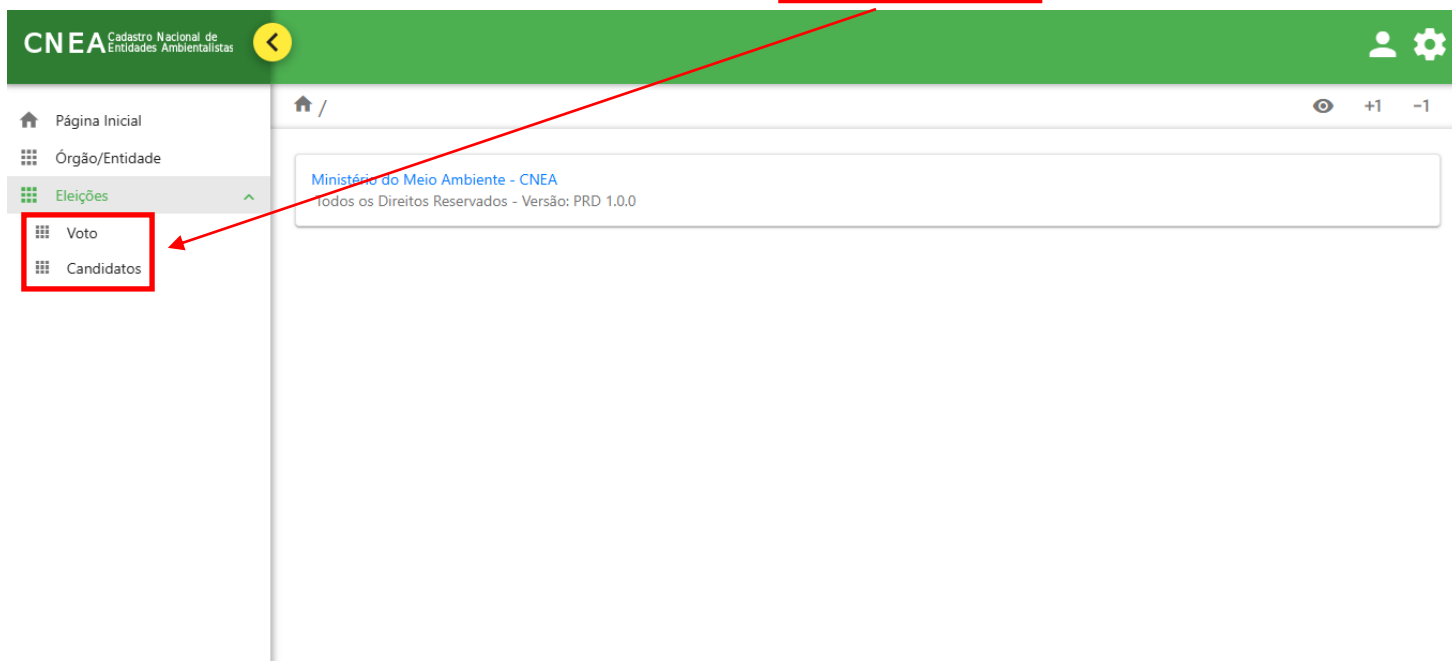 CNEA Cadastro Nacional de
Entidades Ambientalistas
Página Inicial
Órgão/Entidade
Eleições
Voto
Candidatos
/
+1 -1
Ministério do Meio Ambiente - CNEA
Todos os Direitos Reservados - Versão: PRD 1.0.0